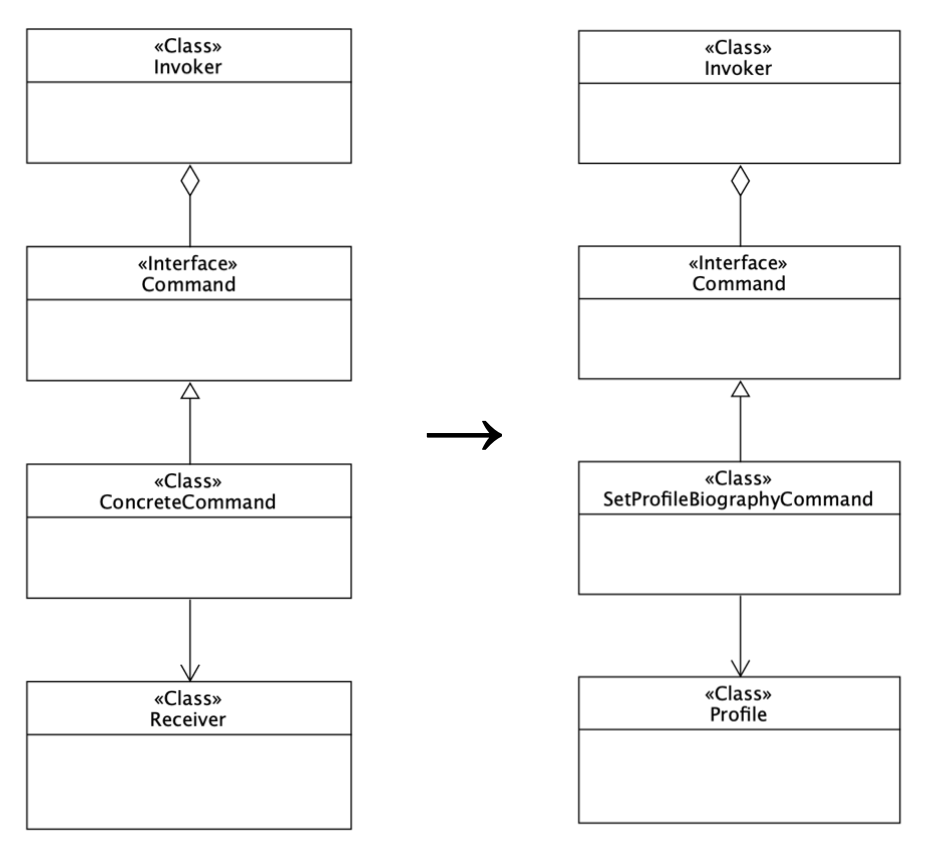 «Class»
Invoker
«Interface»
Command
«Class»
ConcreteCommand
«Class»
Receiver
«Class»
Invoker
«Interface»
Command
«Class»
SetProfileBiographyCommand
«Class»
Profile